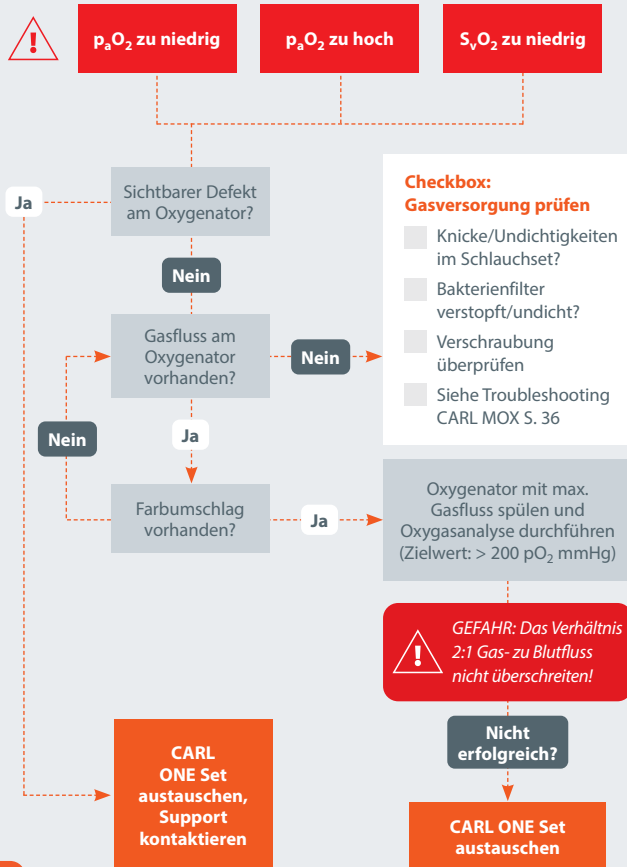 !
pₐO₂ zu niedrig
pₐO₂ zu hoch
SᵥO₂ zu niedrig
Ja
Sichtbarer Defekt
am Oxygenator?
Nein
Gasfluss am
Oxygenator
vorhanden?
Nein
Checkbox:
Gasversorgung prüfen
Knicke/Undichtigkeiten
im Schlauchset?
Bakterienfilter
verstopft/undicht?
Verschraubung
überprüfen
Siehe Troubleshooting
CARL MOX S. 36
Nein
Ja
Farbumschlag
vorhanden?
Ja
Oxygenator mit max.
Gasfluss spülen und
Oxygasanalyse durchführen
(Zielwert: > 200 pO₂ mmHg)
!
GEFAHR: Das Verhältnis
2:1 Gas- zu Blutfluss
nicht überschreiten!
Nicht
erfolgreich?
CARL
ONE Set
austauschen,
Support
kontaktieren
CARL ONE Set
austauschen